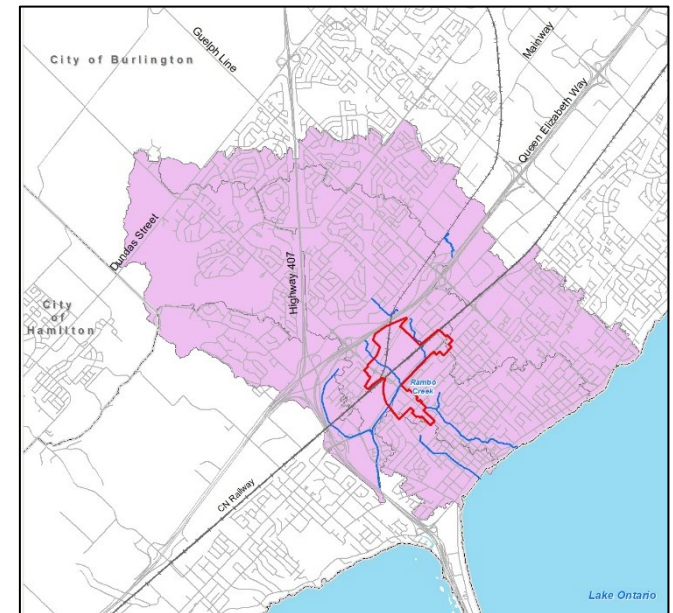 City of Burlington
Guelph Line
Mainway
Queen Elizabeth Way
Dundas Street
Highway 407
City
of
Hamilton
Rambo
Creek
CN Railway
Lake Ontario